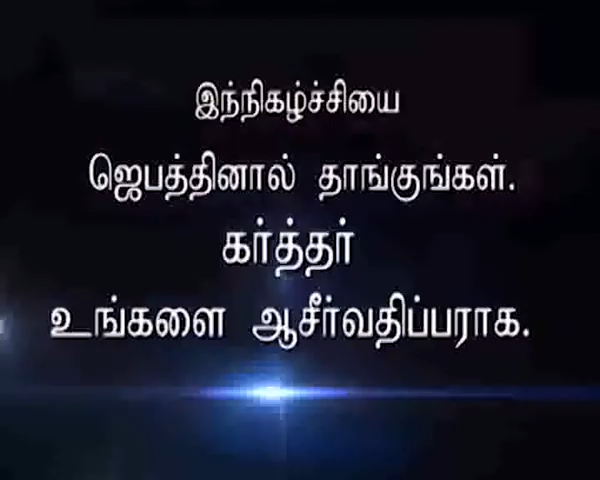 இந்நிகழ்ச்சியை
ஜெபத்தினால் தாங்குங்கள்.
கர்த்தர்
உங்களை ஆசீர்வதிப்பராக.